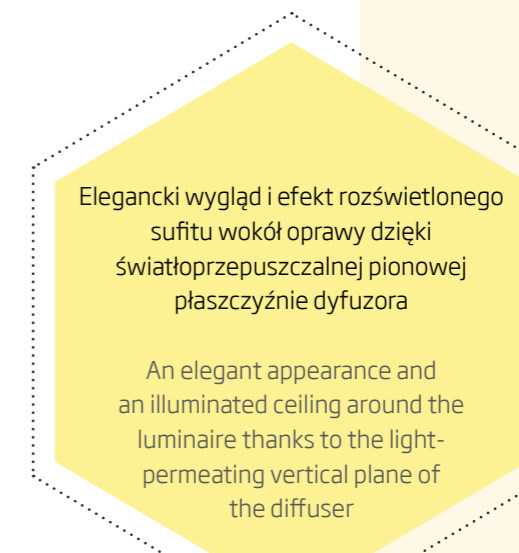 Elegancki wygląd i efekt rozświetlonego
sufitu wokół oprawy dzięki
światłoprzepuszczalnej pionowej
płaszczyźnie dyfuzora
An elegant appearance and
an illuminated ceiling around the
luminaire thanks to the light-
permeating vertical plane of
the diffuser